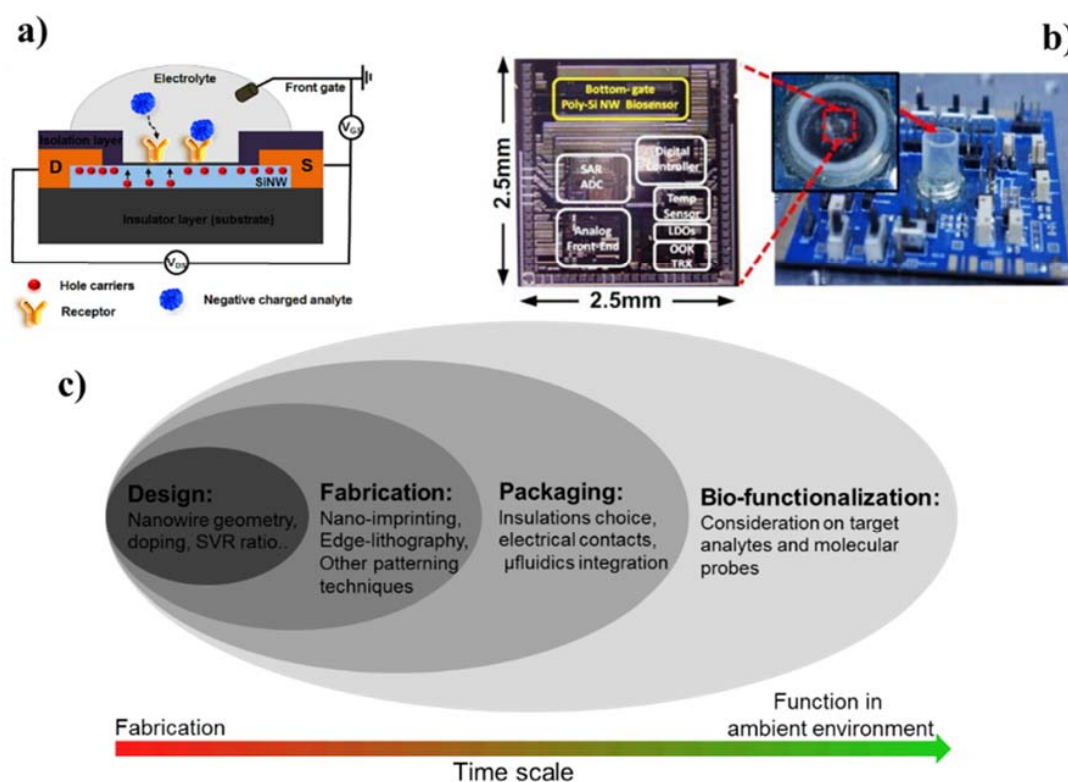 a)
Electrolyte
Front gate
V_GS
Isolation layer
D
S
SiNW
Insulator layer (substrate)
V_DS
Hole carriers
Negative charged analyte
Receptor
b)
Bottom-gate
Poly-Si NW Biosensor
SAR
ADC
Digital
Controller
Temp
Sensor
LDOs
Analog
Front-End
OOK
TRX
2.5mm
2.5mm
c)
Design:
Nanowire geometry,
doping, SVR ratio..
Fabrication:
Nano-imprinting,
Edge-lithography,
Other patterning
techniques
Packaging:
Insulations choice,
electrical contacts,
µfluidics integration
Bio-functionalization:
Consideration on target
analytes and molecular
probes
Fabrication
Function in
ambient environment
Time scale